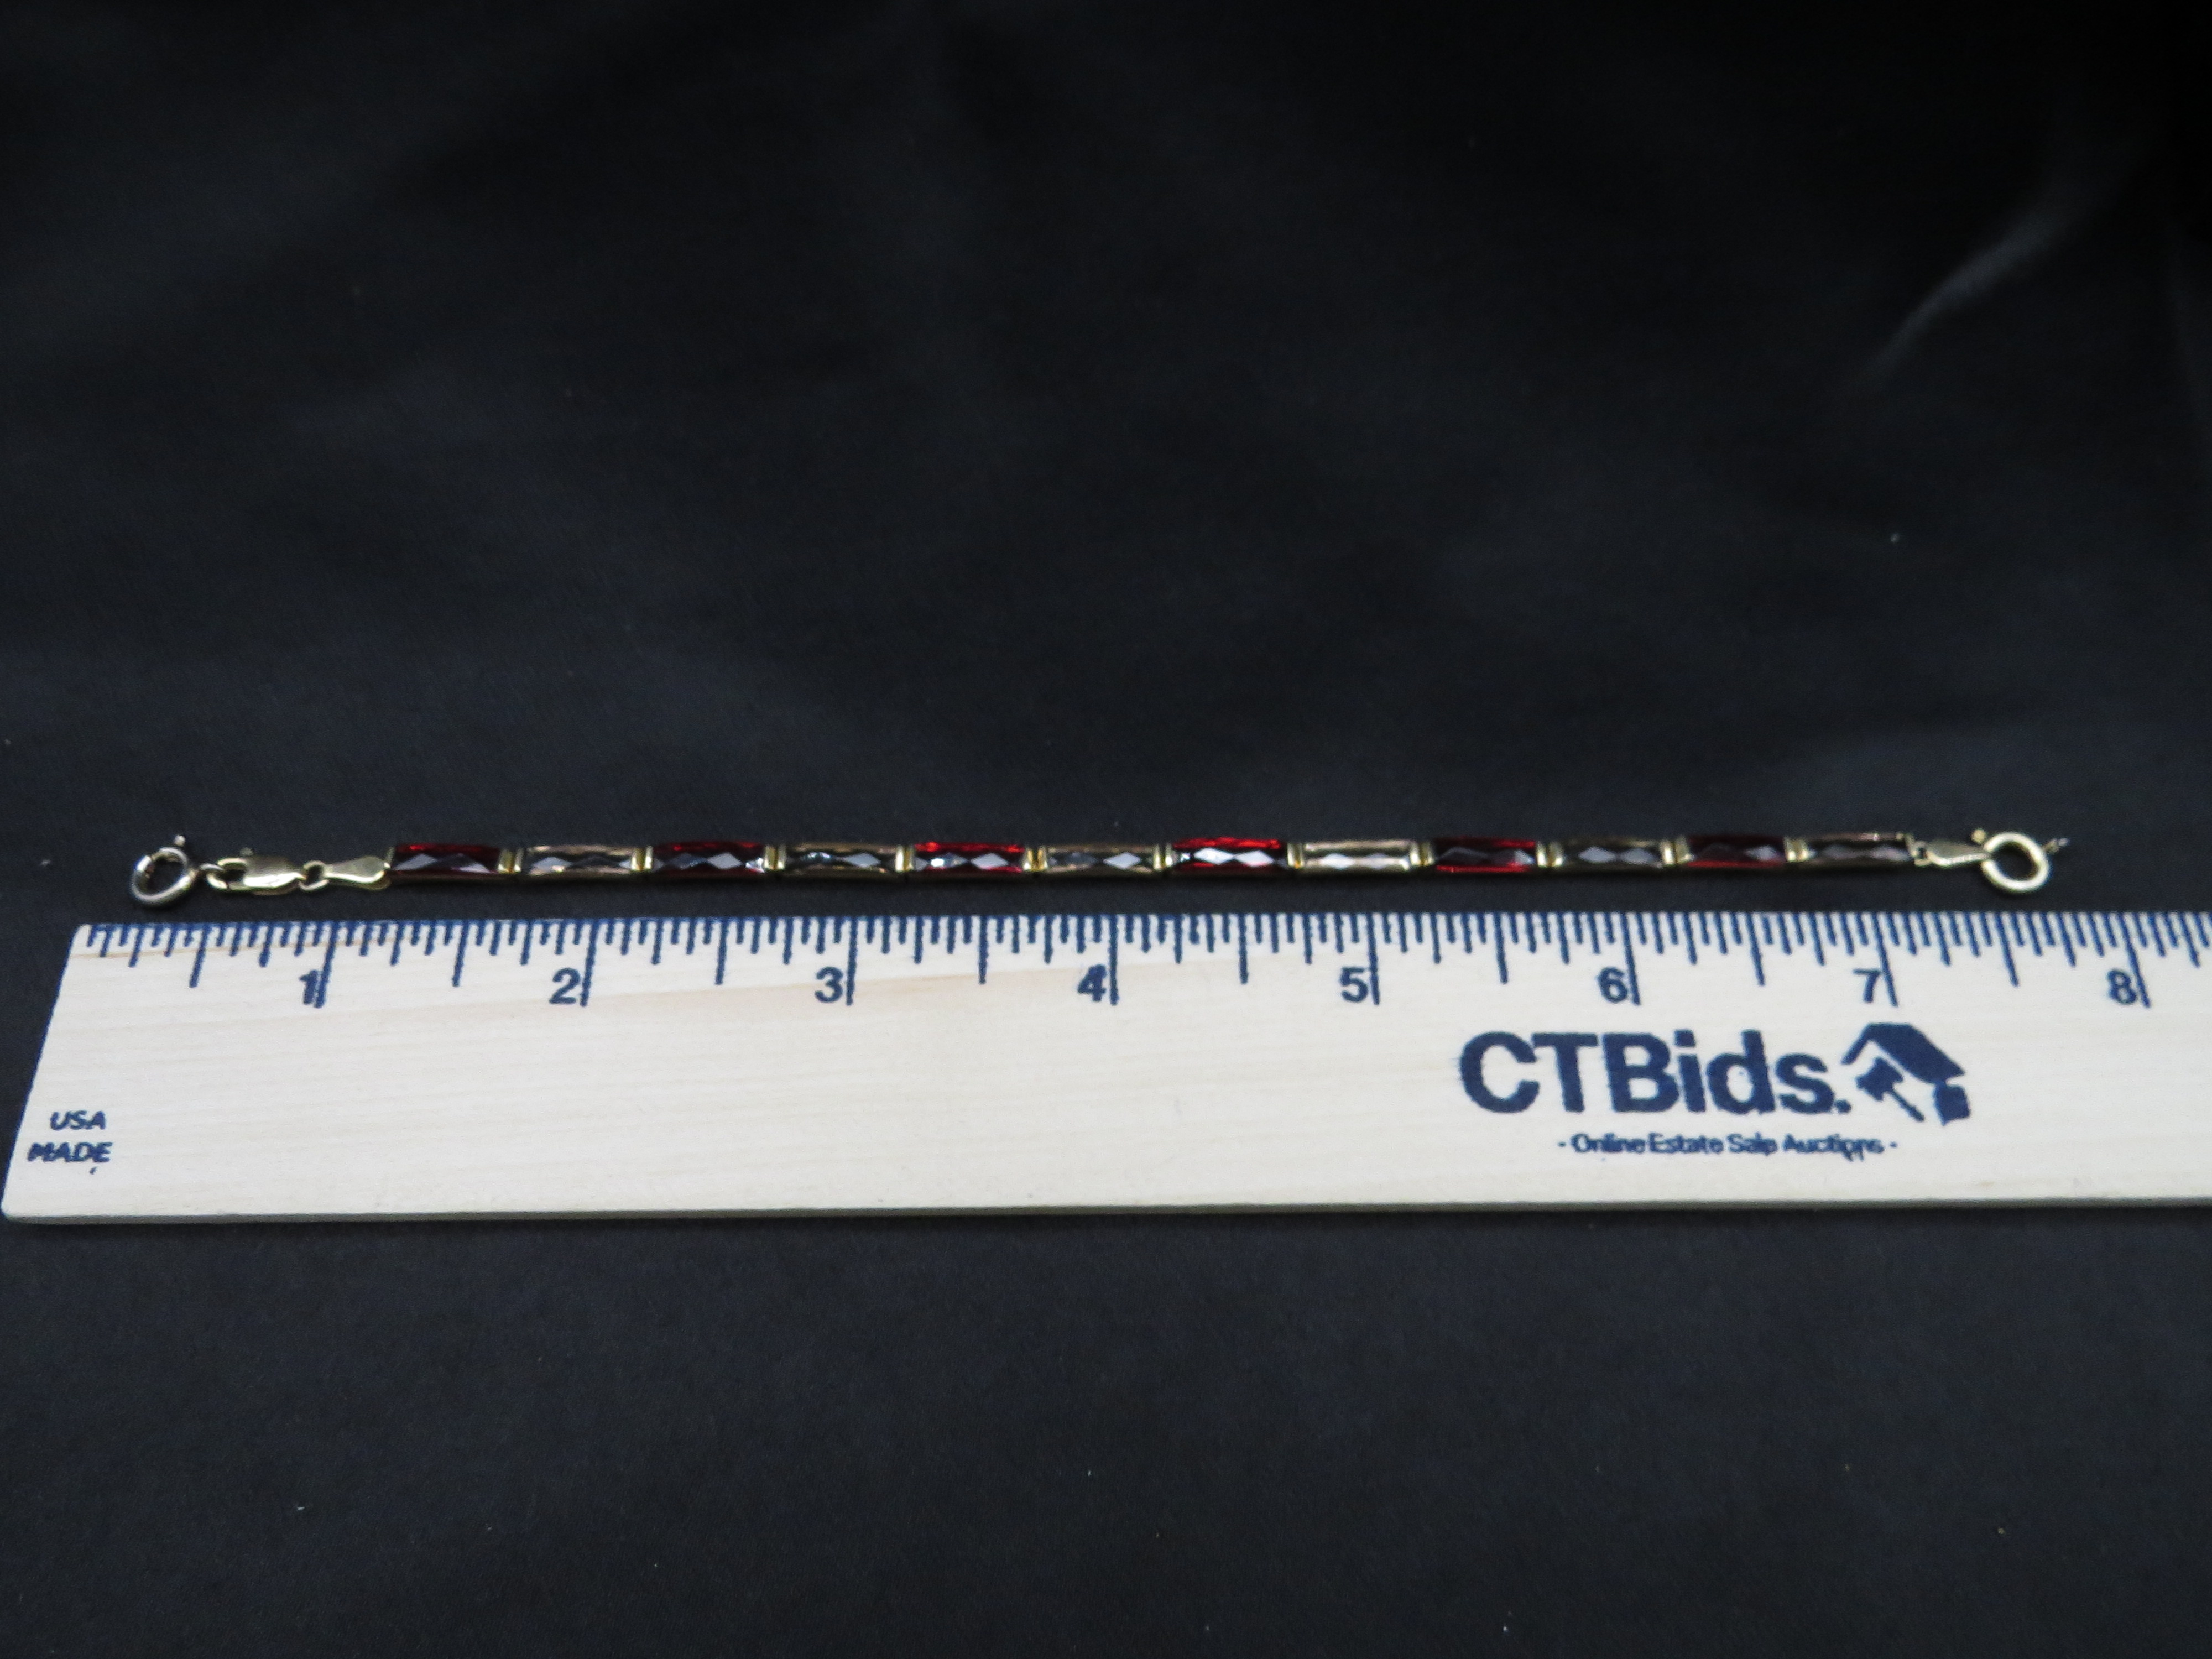 1 2 3 4 5 6 7 8
CTBids.
- Online Estate Sale Auctions -
USA
MADE